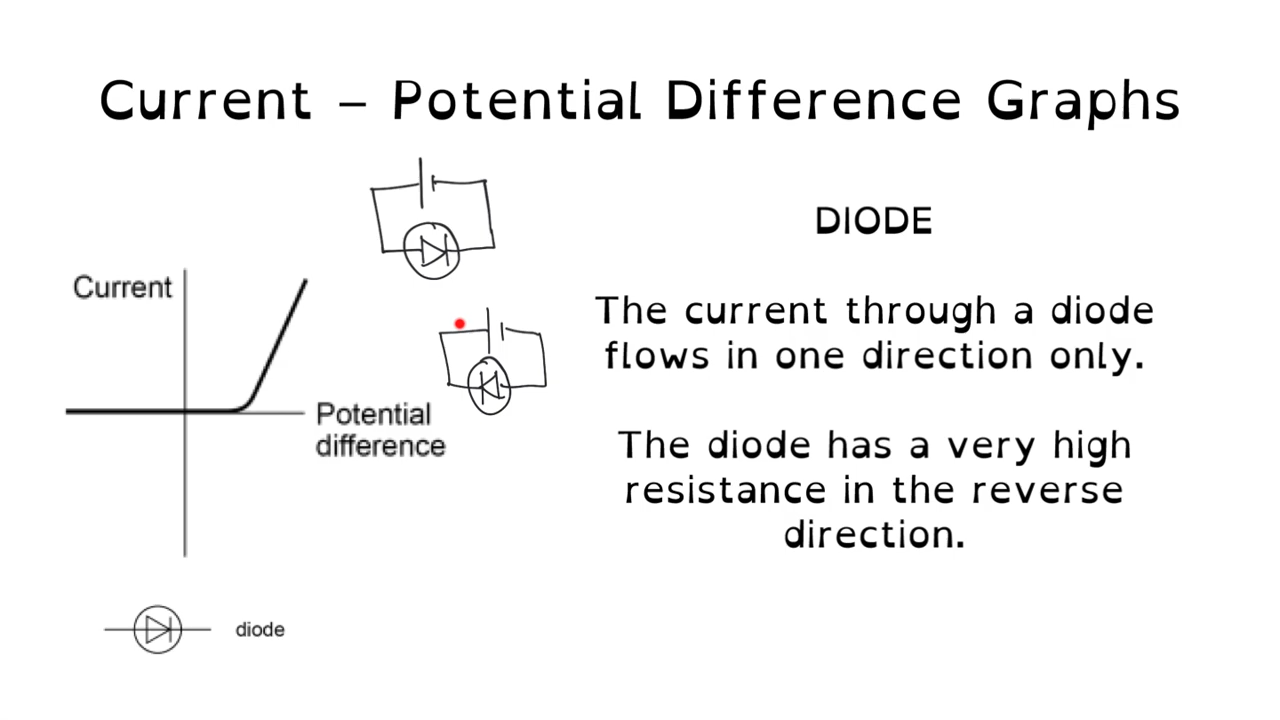 Current – Potential Difference Graphs
DIODE
Current
The current through a diode
flows in one direction only.
Potential
difference
The diode has a very high
resistance in the reverse
direction.
diode